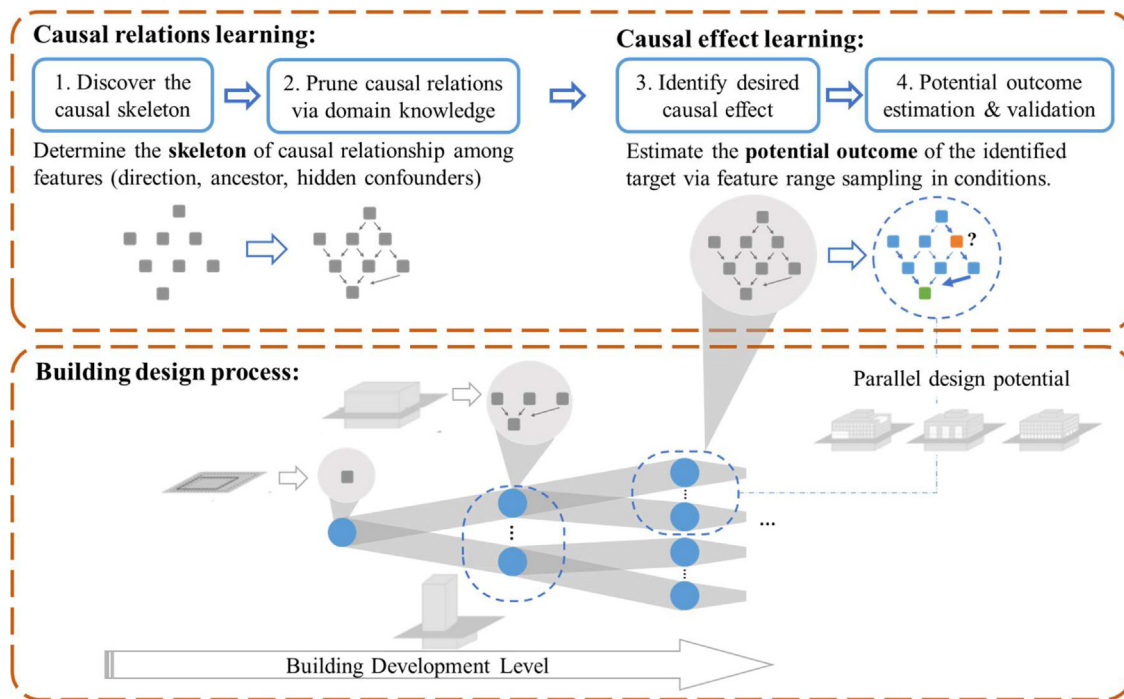 Causal relations learning:
Causal effect learning:
1. Discover the
causal skeleton
2. Prune causal relations
via domain knowledge
3. Identify desired
causal effect
4. Potential outcome
estimation & validation
Determine the skeleton of causal relationship among
features (direction, ancestor, hidden confounders)
Estimate the potential outcome of the identified
target via feature range sampling in conditions.
?
Building design process:
Parallel design potential
...
Building Development Level